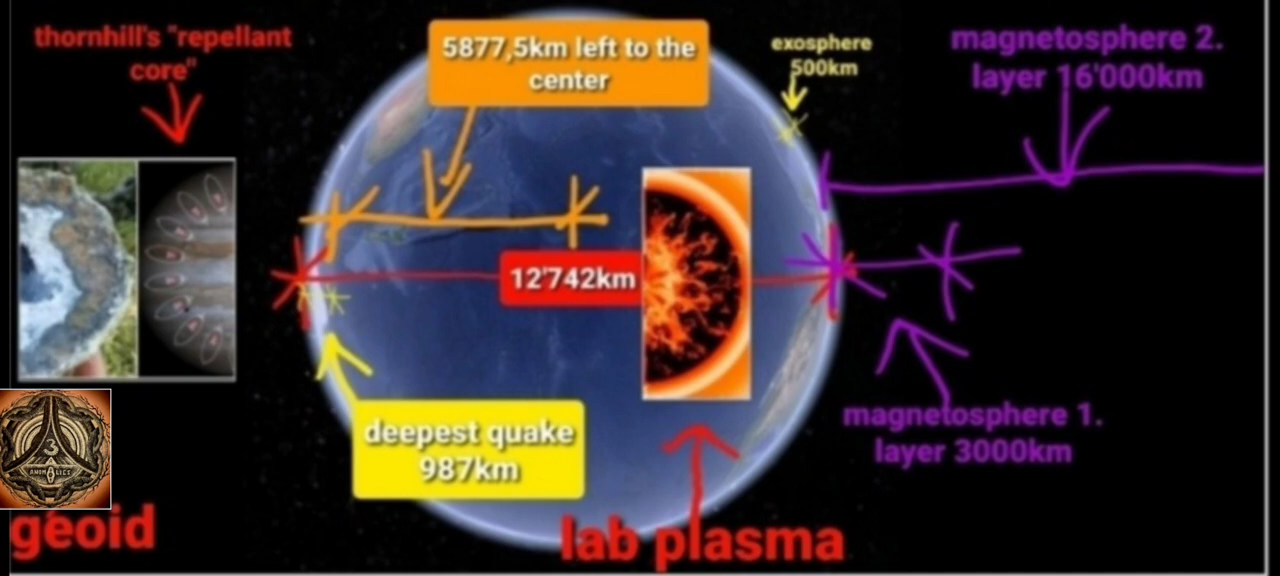 thornhill's "repellant
core"
5877,5km left to the
center
exosphere
500km
magnetosphere 2.
layer 16'000km
12'742km
deepest quake
987km
magnetosphere 1.
layer 3000km
3
geoid
lab plasma